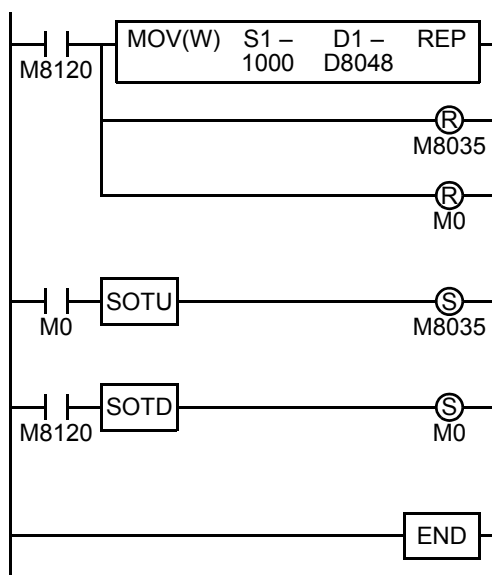 MOV(W) S1 – D1 – REP
1000 D8048
M8120
R
M8035
R
M0
SOTU S
M0 M8035
SOTD S
M8120 M0
END